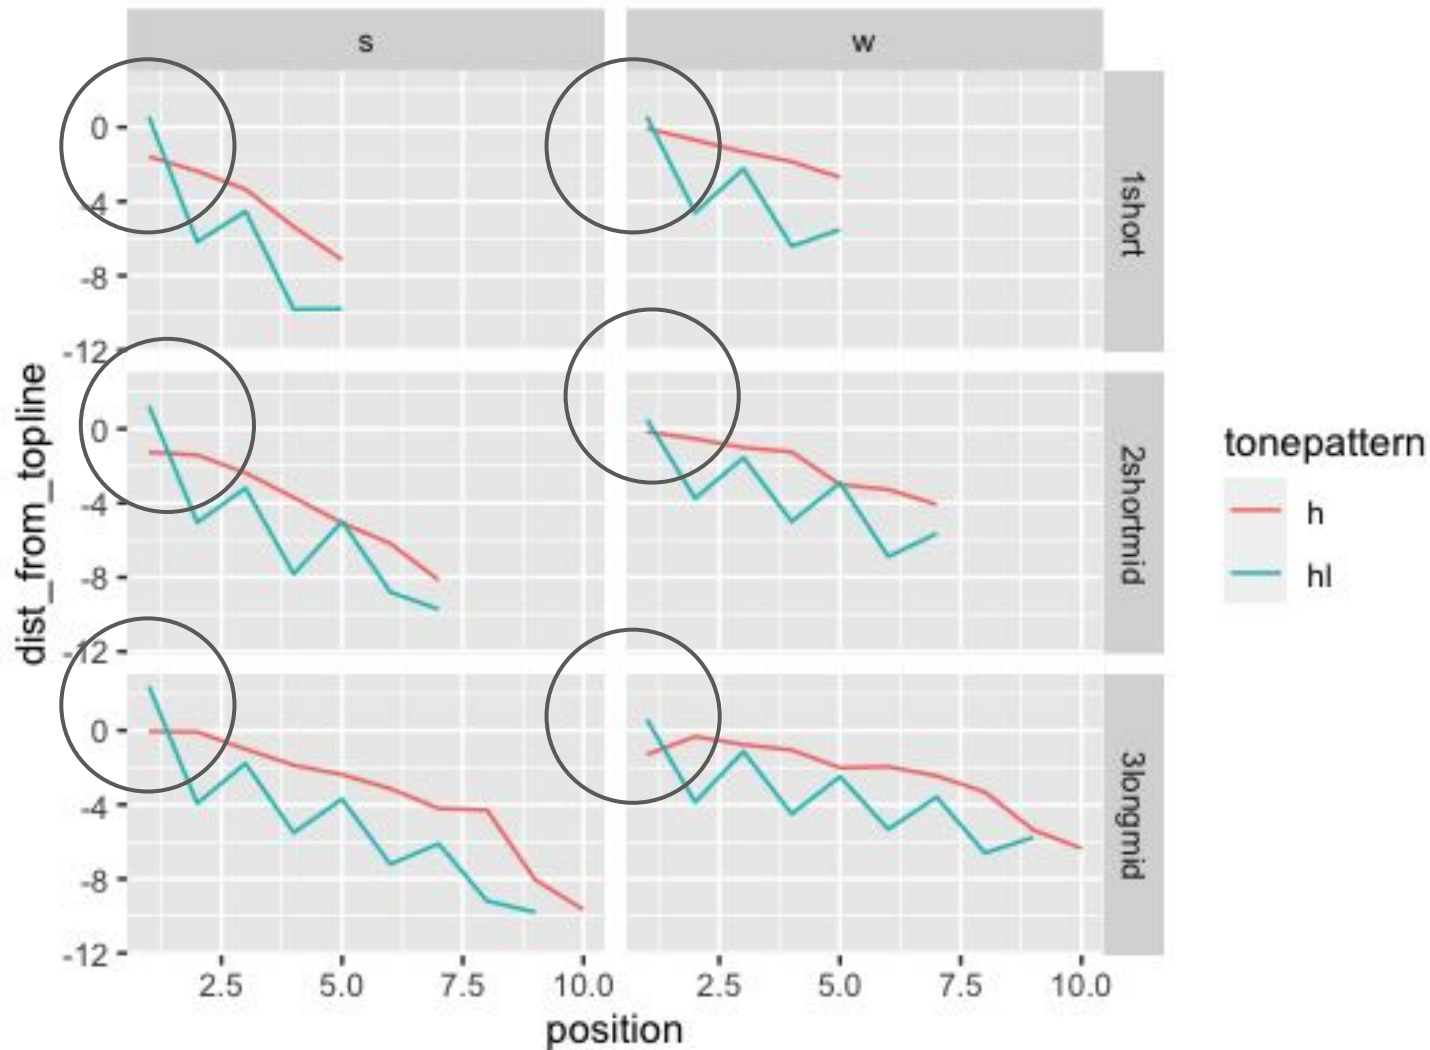 s
w
0
-4
-8
-12
1short
0
-4
-8
-12
2shortmid
0
-4
-8
-12
3longmid
dist_from_topline
2.5 5.0 7.5 10.0
2.5 5.0 7.5 10.0
position
tonepattern
h
hl